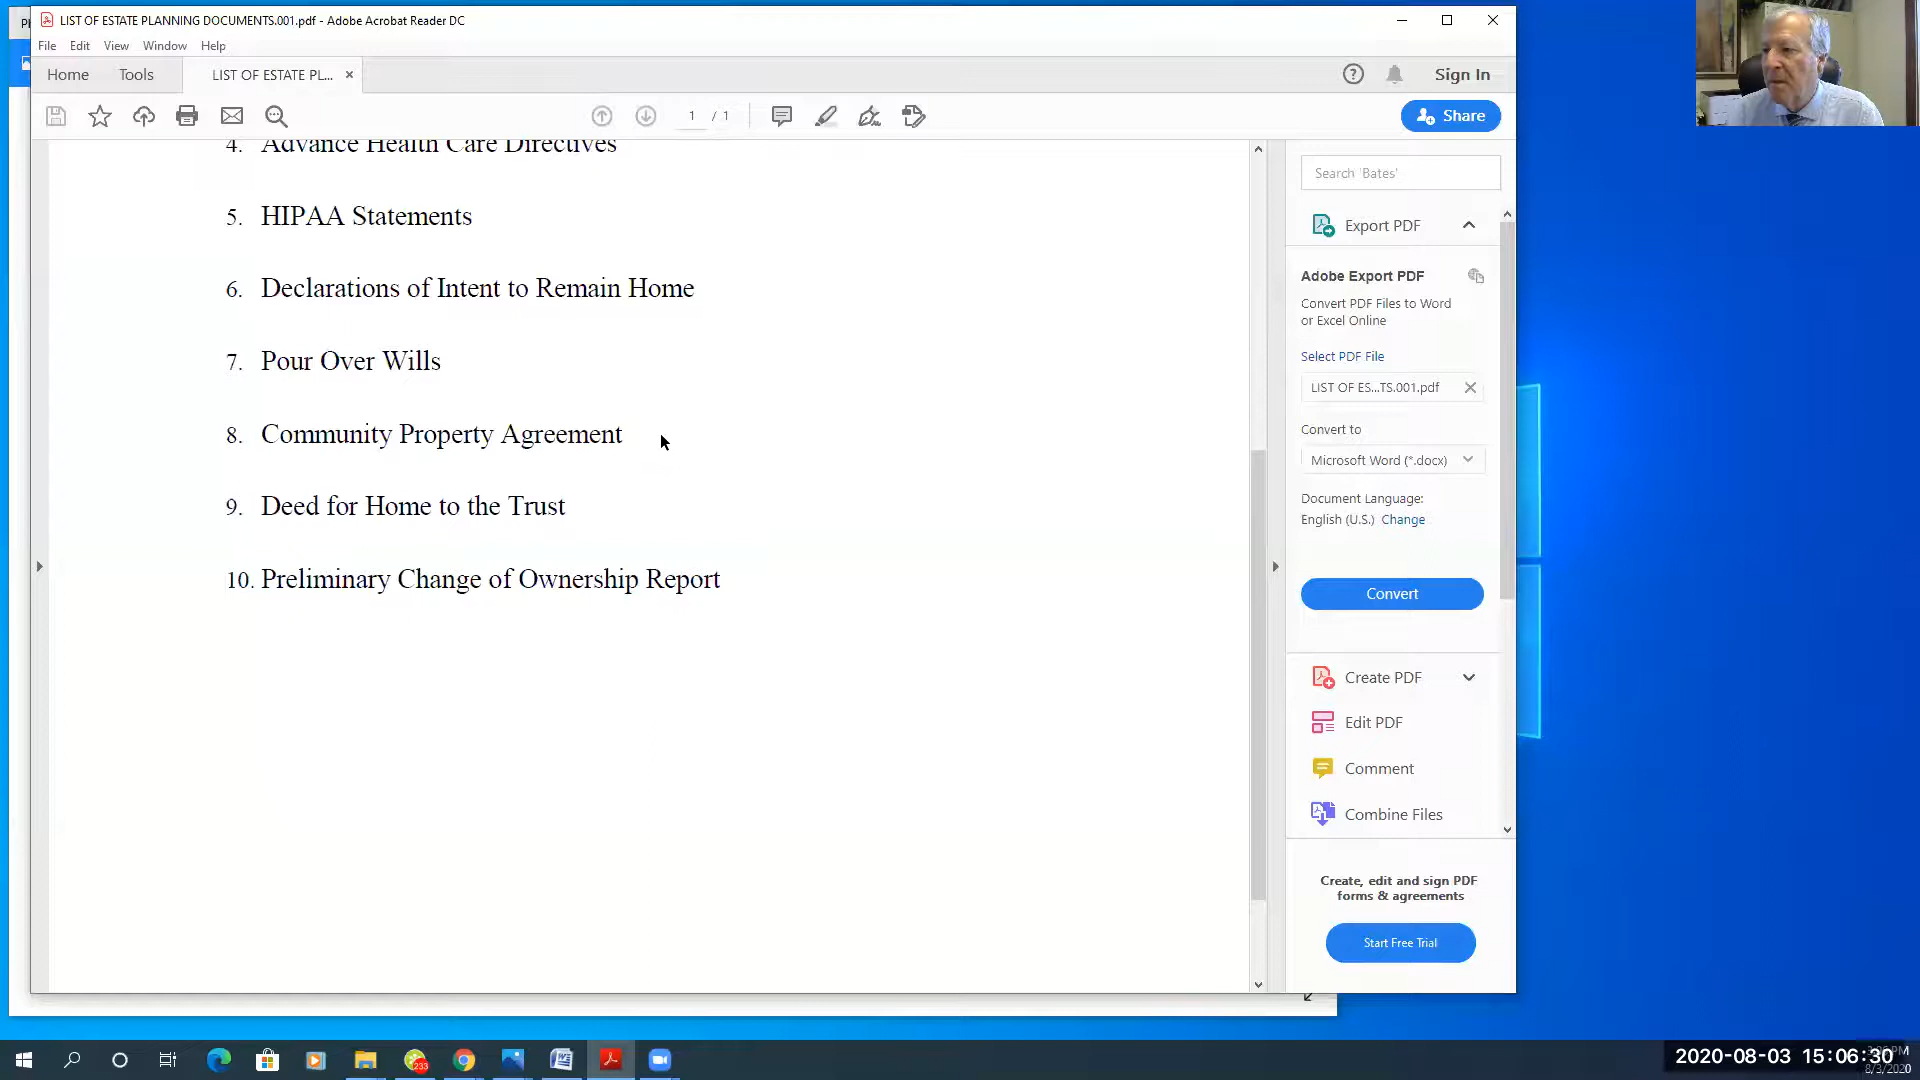 LIST OF ESTATE PLANNING DOCUMENTS.001.pdf - Adobe Acrobat Reader DC
File Edit View Window Help
Home Tools LIST OF ESTATE PL... Sign In
1 / 1 Share
4. Advance Health Care Directives
5. HIPAA Statements
6. Declarations of Intent to Remain Home
7. Pour Over Wills
8. Community Property Agreement
9. Deed for Home to the Trust
10. Preliminary Change of Ownership Report
Search 'Bates'
Export PDF
Adobe Export PDF
Convert PDF Files to Word
or Excel Online
Select PDF File
LIST OF ES...TS.001.pdf
Convert to
Microsoft Word (*.docx)
Document Language:
English (U.S.) Change
Convert
Create PDF
Edit PDF
Comment
Combine Files
Create, edit and sign PDF
forms & agreements
Start Free Trial
233
2020-08-03 15:06:30
8/3/2020